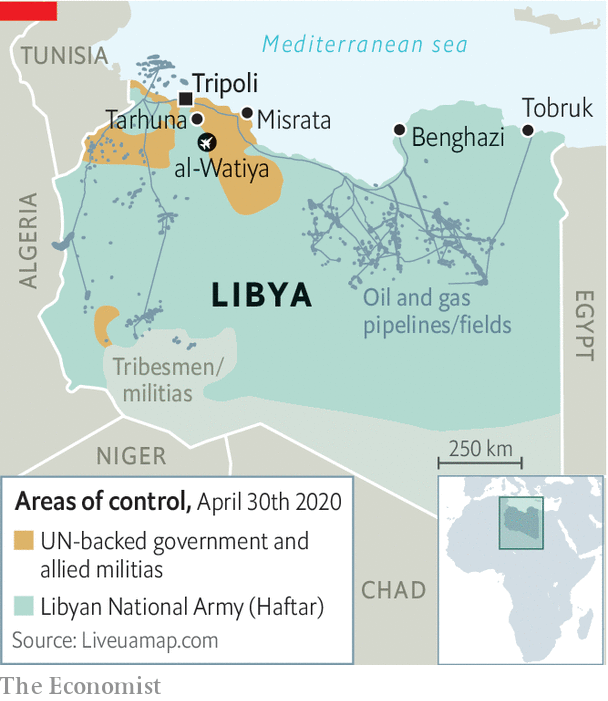 Mediterranean sea
TUNISIA
Tripoli
Tarhuna
Misrata
al-Watiya
Benghazi
Tobruk
ALGERIA
LIBYA
Oil and gas
pipelines/fields
EGYPT
Tribesmen/
militias
NIGER
250 km
CHAD
Areas of control, April 30th 2020
UN-backed government and
allied militias
Libyan National Army (Haftar)
Source: Liveuamap.com
The Economist